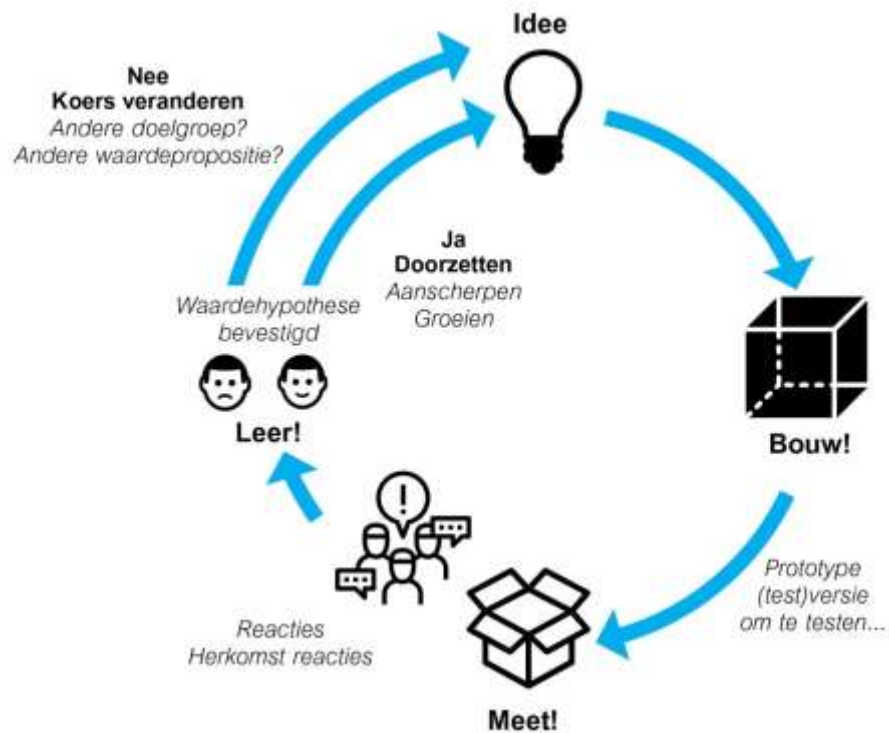 Idee
Nee
Koers veranderen
Andere doelgroep?
Andere waardepropositie?
Ja
Doorzetten
Aanscherpen
Groeien
Waardehypothese
bevestigd
Leer!
Bouw!
Prototype
(test)versie
om te testen...
Reacties
Herkomst reacties
Meet!